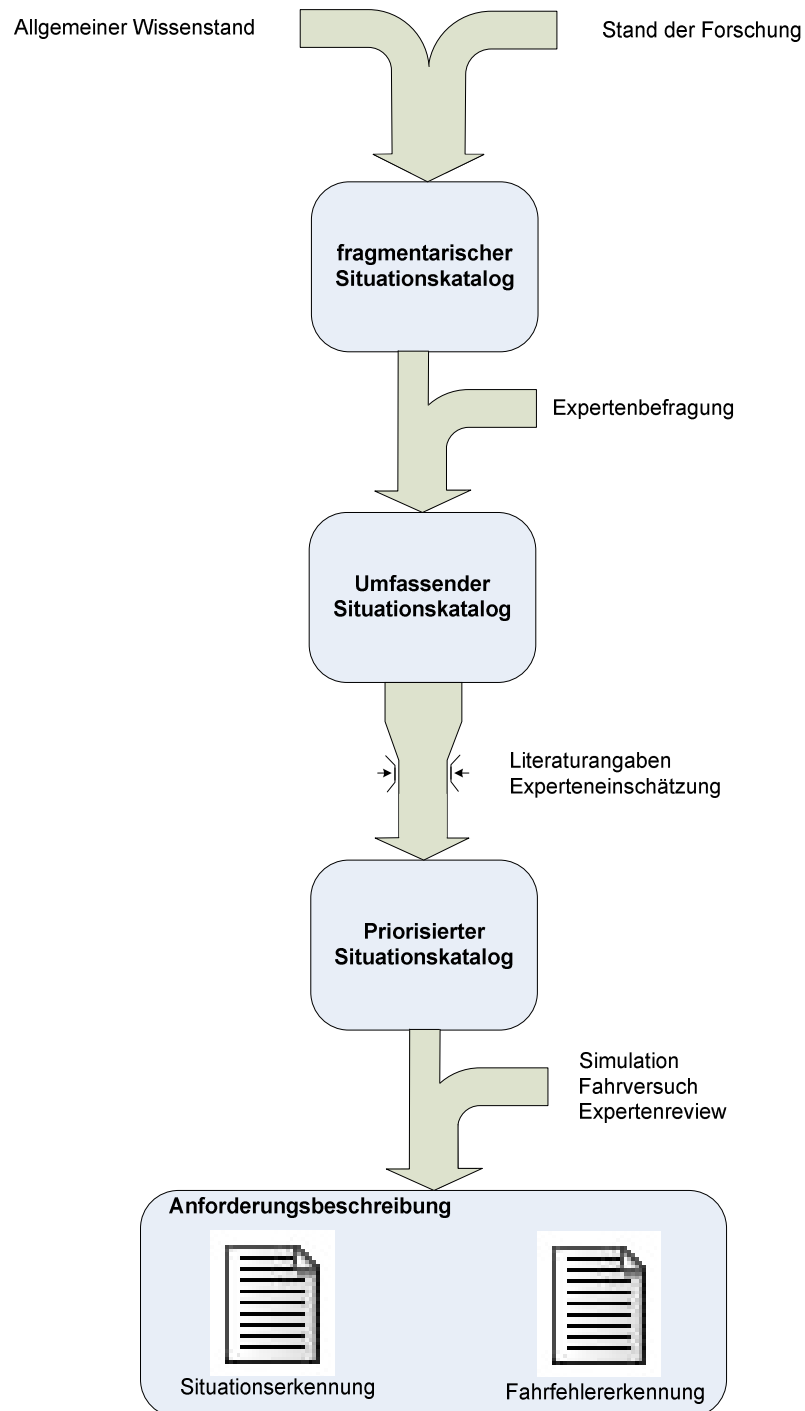 Allgemeiner Wissenstand
Stand der Forschung
fragmentarischer
Situationskatalog
Expertenbefragung
Umfassender
Situationskatalog
Literaturangaben
Experteneinschätzung
Priorisierter
Situationskatalog
Simulation
Fahrversuch
Expertenreview
Anforderungsbeschreibung
Situationserkennung
Fahrfehlererkennung